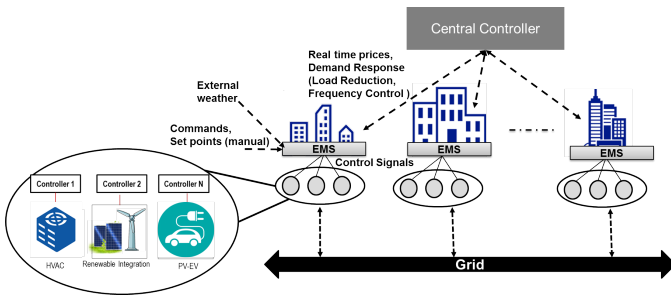 Central Controller
Real time prices,
Demand Response
(Load Reduction,
Frequency Control )
External
weather
Commands,
Set points (manual)
EMS
EMS
EMS
Control Signals
Controller 1
Controller 2
Controller N
HVAC
Renewable Integration
PV-EV
Grid